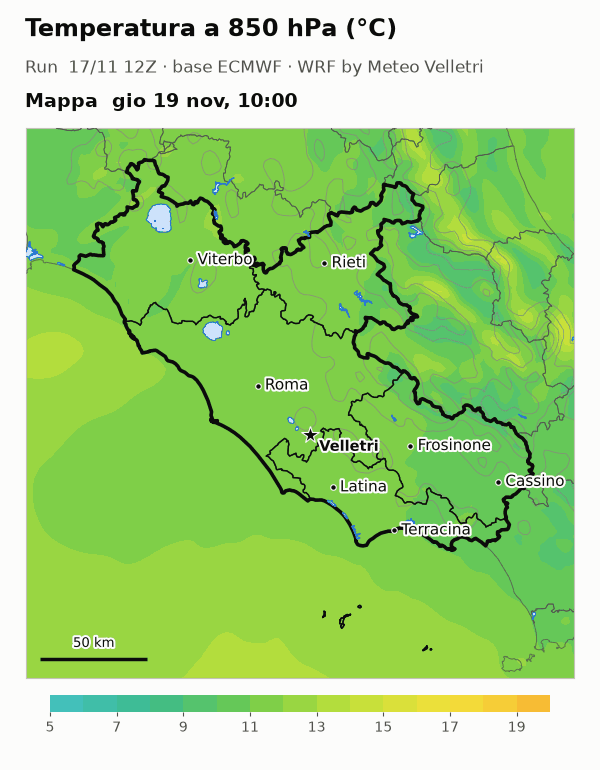 Temperatura a 850 hPa (°C)
Run  17/11 12Z · base ECMWF · WRF by Meteo Velletri
Mappa  gio 19 nov, 10:00
Viterbo
Rieti
Roma
Velletri
Frosinone
Latina
Cassino
Terracina
50 km
5 7 9 11 13 15 17 19